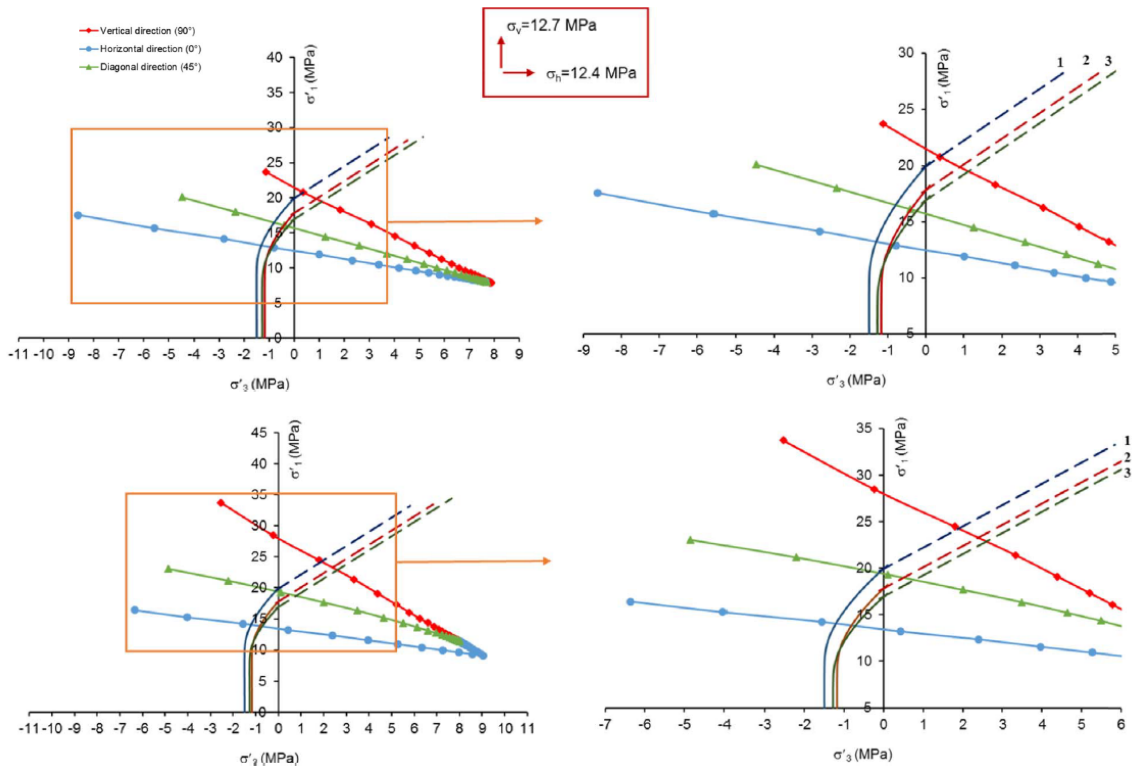 Vertical direction (90°)
Horizontal direction (0°)
Diagonal direction (45°)
σv=12.7 MPa
σh=12.4 MPa
σ'1 (MPa)
40
35
30
25
20
15
10
5
0
-11 -10 -9 -8 -7 -6 -5 -4 -3 -2 -1 0 1 2 3 4 5 6 7 8 9
σ'3 (MPa)
σ'1 (MPa)
1 2 3
30
25
20
15
10
5
-9 -8 -7 -6 -5 -4 -3 -2 -1 0 1 2 3 4 5
σ'3 (MPa)
σ'1 (MPa)
45
40
35
30
25
20
15
10
5
0
-11 -10 -9 -8 -7 -6 -5 -4 -3 -2 -1 0 1 2 3 4 5 6 7 8 9 10 11
(MPa)
σ'1 (MPa)
1
2
3
35
30
25
20
15
10
5
-7 -6 -5 -4 -3 -2 -1 0 1 2 3 4 5 6
σ'3 (MPa)